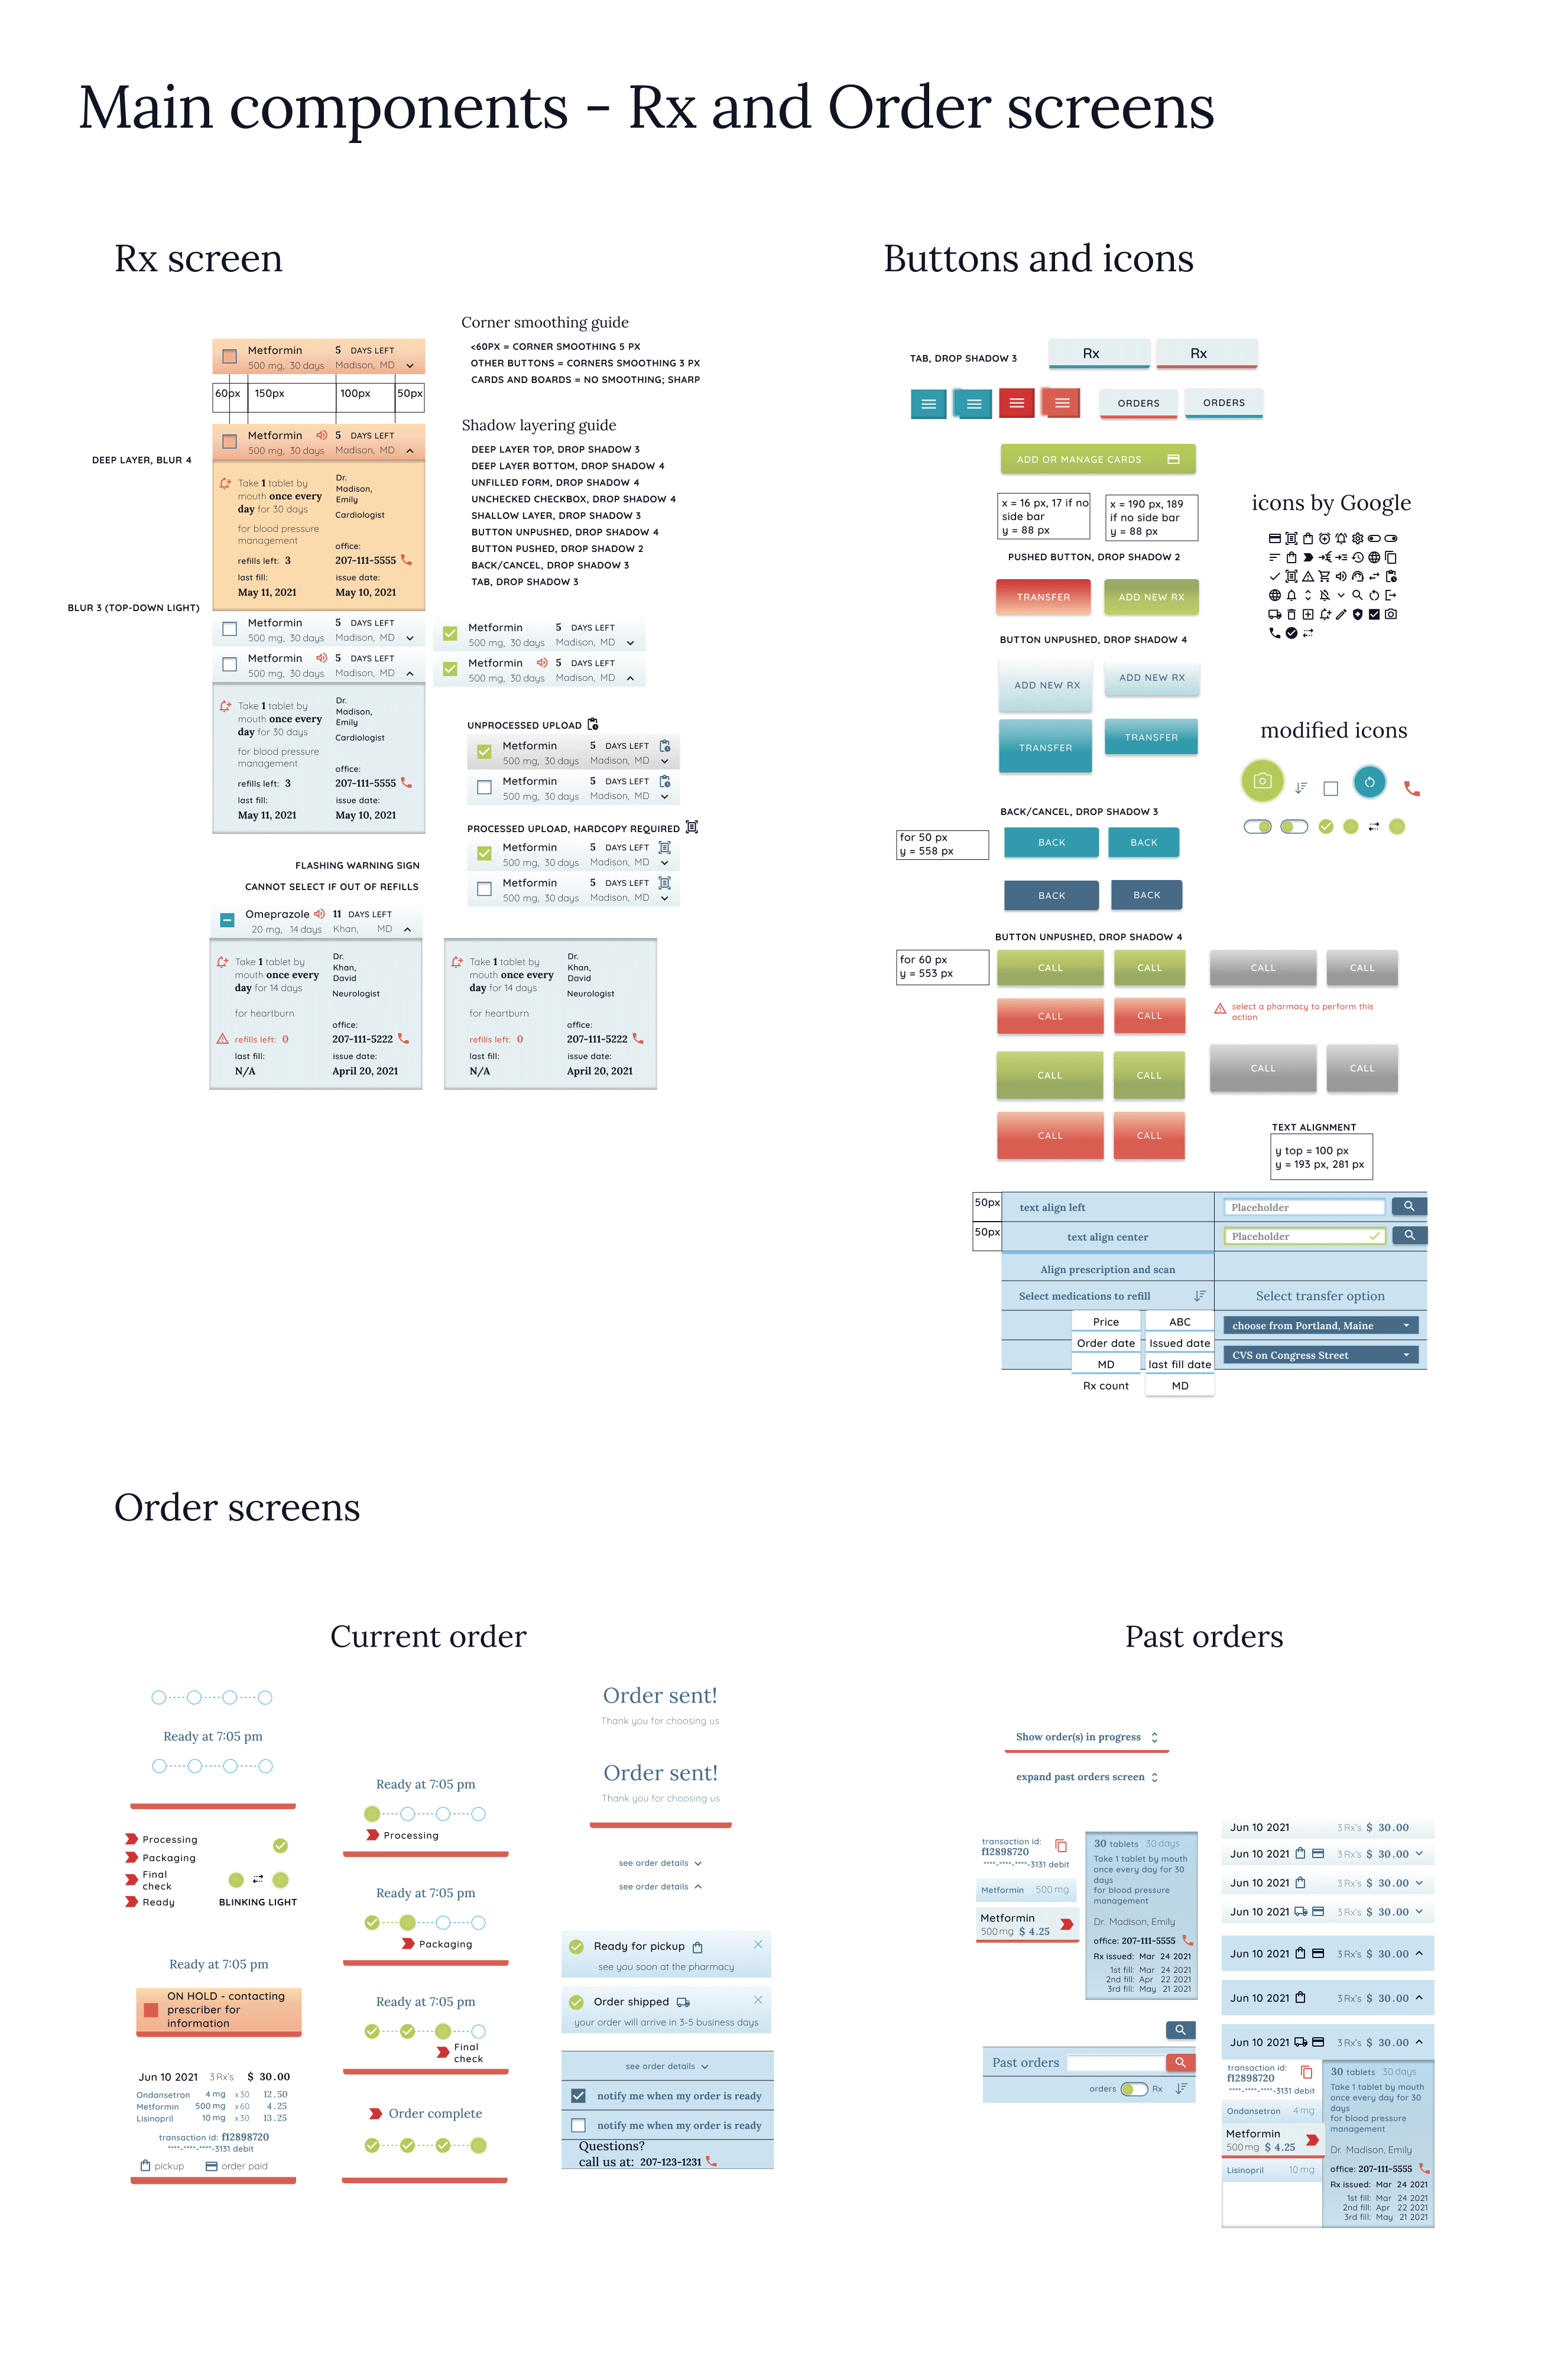 Main components - Rx and Order screens
Rx screen
Metformin 5 DAYS LEFT
500 mg, 30 days Madison, MD
60px 150px 100px 50px
DEEP LAYER, BLUR 4
Metformin 5 DAYS LEFT
500 mg, 30 days Madison, MD
Take 1 tablet by
mouth once every
day for 30 days
for blood pressure
management
refills left: 3
last fill:
May 11, 2021
Dr.
Madison,
Emily
Cardiologist
office:
207-111-5555
issue date:
May 10, 2021
BLUR 3 (TOP-DOWN LIGHT)
Metformin 5 DAYS LEFT
500 mg, 30 days Madison, MD
Metformin 5 DAYS LEFT
500 mg, 30 days Madison, MD
Take 1 tablet by
mouth once every
day for 30 days
for blood pressure
management
refills left: 3
last fill:
May 11, 2021
Dr.
Madison,
Emily
Cardiologist
office:
207-111-5555
issue date:
May 10, 2021
FLASHING WARNING SIGN
CANNOT SELECT IF OUT OF REFILLS
Omeprazole 11 DAYS LEFT
20 mg, 14 days Khan, MD
Take 1 tablet by
mouth once every
day for 14 days
for heartburn
refills left: 0
last fill:
N/A
Dr.
Khan,
David
Neurologist
office:
207-111-5222
issue date:
April 20, 2021
Corner smoothing guide
<60PX = CORNER SMOOTHING 5 PX
OTHER BUTTONS = CORNERS SMOOTHING 3 PX
CARDS AND BOARDS = NO SMOOTHING; SHARP
Shadow layering guide
DEEP LAYER TOP, DROP SHADOW 3
DEEP LAYER BOTTOM, DROP SHADOW 4
UNFILLED FORM, DROP SHADOW 4
UNCHECKED CHECKBOX, DROP SHADOW 4
SHALLOW LAYER, DROP SHADOW 3
BUTTON UNPUSHED, DROP SHADOW 4
BUTTON PUSHED, DROP SHADOW 2
BACK/CANCEL, DROP SHADOW 3
TAB, DROP SHADOW 3
Metformin 5 DAYS LEFT
500 mg, 30 days Madison, MD
Metformin 5 DAYS LEFT
500 mg, 30 days Madison, MD
UNPROCESSED UPLOAD
Metformin 5 DAYS LEFT
500 mg, 30 days Madison, MD
Metformin 5 DAYS LEFT
500 mg, 30 days Madison, MD
PROCESSED UPLOAD, HARDCOPY REQUIRED
Metformin 5 DAYS LEFT
500 mg, 30 days Madison, MD
Metformin 5 DAYS LEFT
500 mg, 30 days Madison, MD
Take 1 tablet by
mouth once every
day for 14 days
for heartburn
refills left: 0
last fill:
N/A
Dr.
Khan,
David
Neurologist
office:
207-111-5222
issue date:
April 20, 2021
Buttons and icons
TAB, DROP SHADOW 3
Rx Rx
ORDERS ORDERS
ADD OR MANAGE CARDS
x = 16 px, 17 if no
side bar
y = 88 px
x = 190 px, 189
if no side bar
y = 88 px
PUSHED BUTTON, DROP SHADOW 2
TRANSFER ADD NEW RX
BUTTON UNPUSHED, DROP SHADOW 4
ADD NEW RX ADD NEW RX
TRANSFER TRANSFER
BACK/CANCEL, DROP SHADOW 3
for 50 px
y = 558 px
BACK BACK
BACK BACK
BUTTON UNPUSHED, DROP SHADOW 4
for 60 px
y = 553 px
CALL CALL CALL CALL
CALL CALL
select a pharmacy to perform this
action
CALL CALL CALL CALL
CALL CALL
icons by Google
modified icons
TEXT ALIGNMENT
y top = 100 px
y = 193 px, 281 px
50px text align left Placeholder
50px text align center Placeholder
Align prescription and scan
Select medications to refill Select transfer option
Price ABC choose from Portland, Maine
Order date Issued date
MD last fill date CVS on Congress Street
Rx count MD
Order screens
Current order
Ready at 7:05 pm
Processing
Packaging
Final
check
Ready
BLINKING LIGHT
Ready at 7:05 pm
ON HOLD - contacting
prescriber for
information
Jun 10 2021 3 Rx's $ 30.00
Ondansetron 4 mg x30 12.50
Metformin 500 mg x60 4.25
Lisinopril 10 mg x30 13.25
transaction id: f12898720
****-****-****-3131 debit
pickup order paid
Ready at 7:05 pm
Processing
Ready at 7:05 pm
Packaging
Ready at 7:05 pm
Final
check
Order complete
Order sent!
Thank you for choosing us
Order sent!
Thank you for choosing us
see order details
see order details
Ready for pickup
see you soon at the pharmacy
Order shipped
your order will arrive in 3-5 business days
see order details
notify me when my order is ready
notify me when my order is ready
Questions?
call us at: 207-123-1231
Past orders
Show order(s) in progress
expand past orders screen
transaction id:
f12898720
****-****-****-3131 debit
Metformin 500 mg
Metformin
500 mg $ 4.25
30 tablets 30 days
Take 1 tablet by mouth
once every day for 30
days
for blood pressure
management
Dr. Madison, Emily
office: 207-111-5555
Rx issued: Mar 24 2021
1st fill: Mar 24 2021
2nd fill: Apr 22 2021
3rd fill: May 21 2021
Past orders
orders Rx
Jun 10 2021 3 Rx's $ 30.00
Jun 10 2021 3 Rx's $ 30.00
Jun 10 2021 3 Rx's $ 30.00
Jun 10 2021 3 Rx's $ 30.00
Jun 10 2021 3 Rx's $ 30.00
Jun 10 2021 3 Rx's $ 30.00
Jun 10 2021 3 Rx's $ 30.00
transaction id:
f12898720
****-****-****-3131 debit
Ondansetron 4 mg
Metformin
500 mg $ 4.25
Lisinopril 10 mg
30 tablets 30 days
Take 1 tablet by mouth
once every day for 30
days
for blood pressure
management
Dr. Madison, Emily
office: 207-111-5555
Rx issued: Mar 24 2021
1st fill: Mar 24 2021
2nd fill: Apr 22 2021
3rd fill: May 21 2021